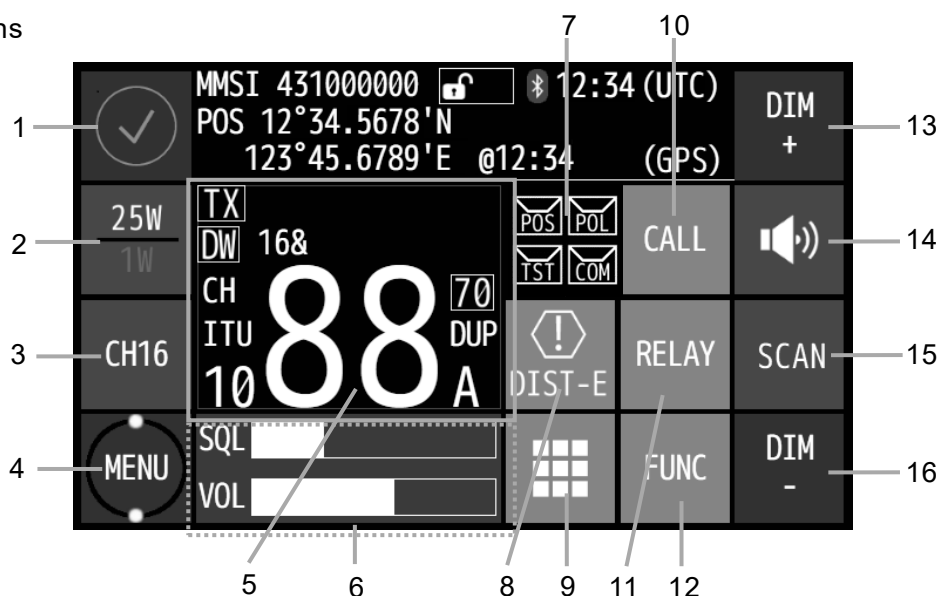 ns
7
10
MMSI 431000000 12:34 (UTC)
POS 12°34.5678'N
123°45.6789'E @12:34 (GPS)
DIM
+
1
13
25W
1W
TX
DW 16&
POS POL
TST COM
CALL
2
14
CH
ITU
10
88
70
DUP
A
CH16
DIST-E
RELAY
SCAN
3
15
MENU
SQL
VOL
FUNC
DIM
-
4
16
5
6
8
9
11
12